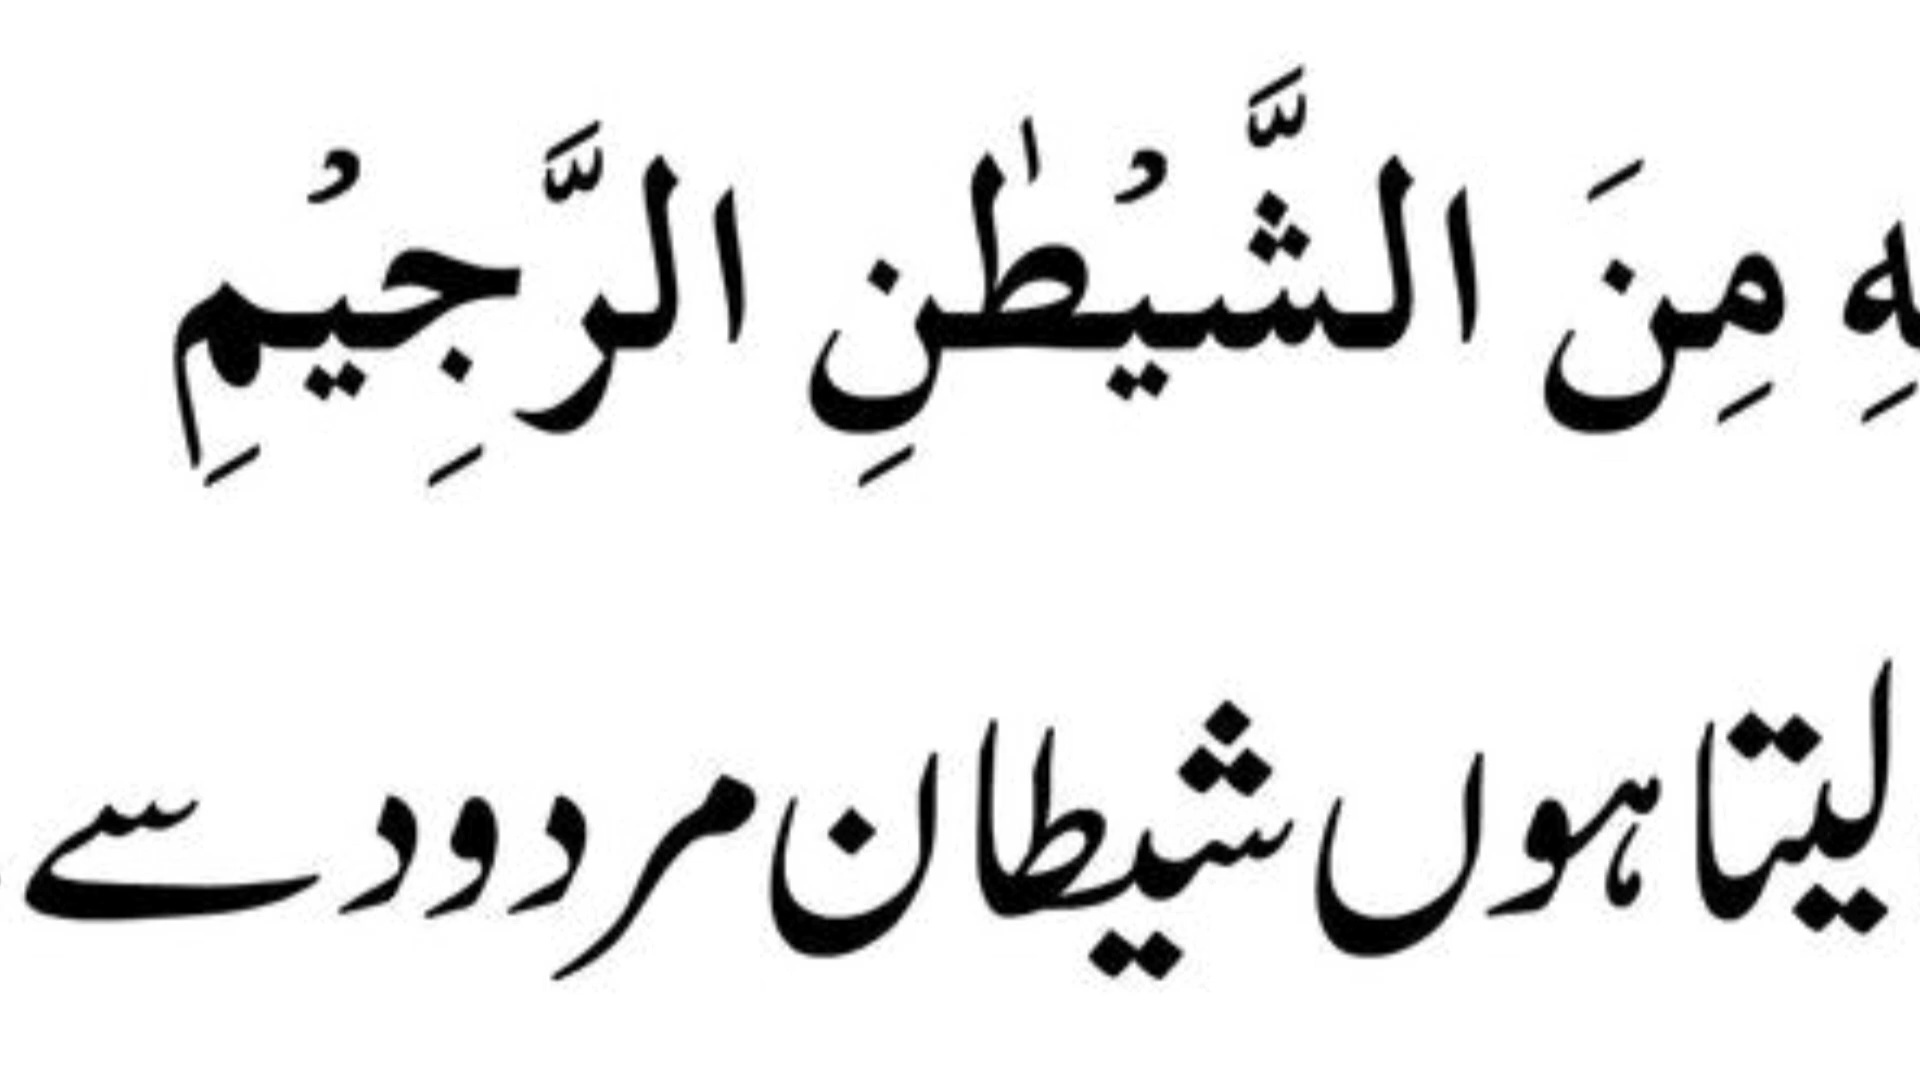 مِنَ الشَّيْطٰنِ الرَّجِيْمِ
لیتا ہوں شیطان مردود سے